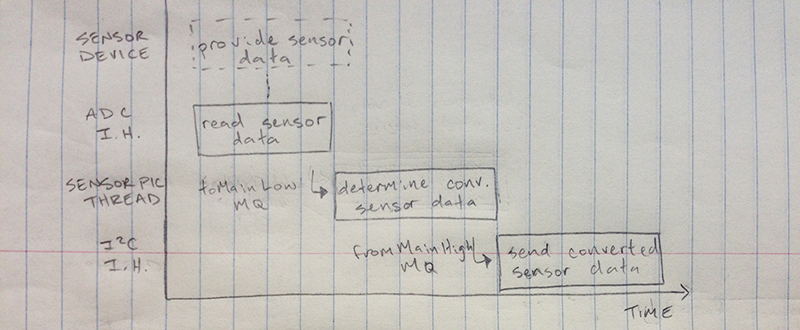 SENSOR
DEVICE
provide sensor
data
ADC
I.H.
read sensor
data
SENSOR PIC
THREAD
toMainLow
MQ
determine conv.
sensor data
I²C
I.H.
fromMainHigh
MQ
send converted
sensor data
TIME